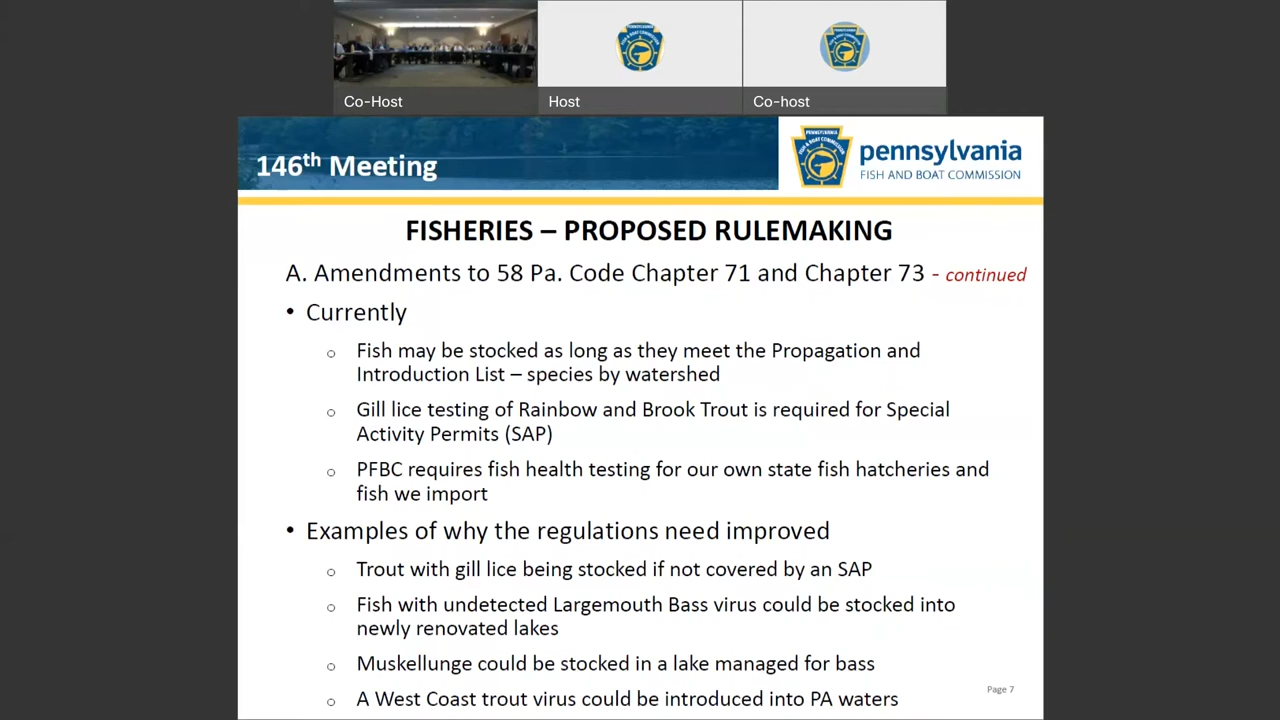 Co-Host
Host
Co-host
146th Meeting
PENNSYLVANIA
FISH & BOAT COMMISSION
pennsylvania
FISH AND BOAT COMMISSION
FISHERIES – PROPOSED RULEMAKING
A. Amendments to 58 Pa. Code Chapter 71 and Chapter 73 - continued
• Currently
o Fish may be stocked as long as they meet the Propagation and
Introduction List – species by watershed
o Gill lice testing of Rainbow and Brook Trout is required for Special
Activity Permits (SAP)
o PFBC requires fish health testing for our own state fish hatcheries and
fish we import
• Examples of why the regulations need improved
o Trout with gill lice being stocked if not covered by an SAP
o Fish with undetected Largemouth Bass virus could be stocked into
newly renovated lakes
o Muskellunge could be stocked in a lake managed for bass
o A West Coast trout virus could be introduced into PA waters
Page 7